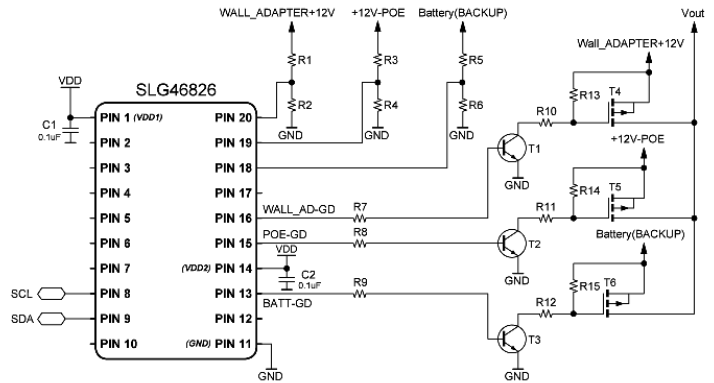 WALL_ADAPTER+12V
+12V-POE
Battery(BACKUP)
Vout
Wall_ADAPTER+12V
R1
R3
R5
R13
T4
VDD
SLG46826
R2
R4
R6
R10
C1
0.1uF
PIN 1 (VDD1)
PIN 20
GND
GND
GND
T1
PIN 2
PIN 19
+12V-POE
PIN 3
PIN 18
GND
R14
T5
PIN 4
PIN 17
PIN 5
PIN 16
WALL_AD-GD
R7
R11
PIN 6
PIN 15
POE-GD
R8
T2
VDD
Battery(BACKUP)
PIN 7
(VDD2) PIN 14
C2
0.1uF
GND
R15
T6
SCL
PIN 8
PIN 13
BATT-GD
R9
R12
SDA
PIN 9
PIN 12
T3
PIN 10
(GND) PIN 11
GND
GND